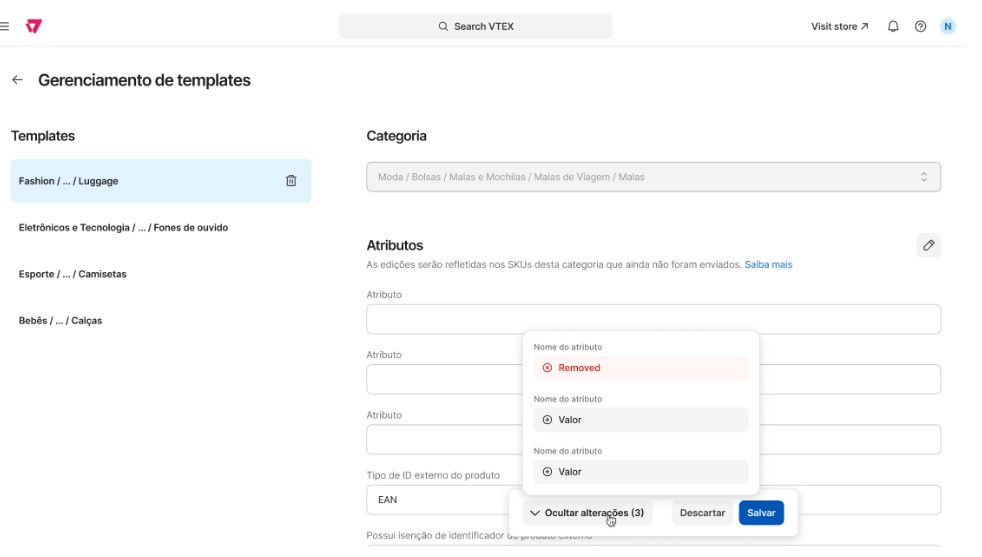 Search VTEX
Visit store
N
Gerenciamento de templates
Templates
Fashion / ... / Luggage
Eletrônicos e Tecnologia / ... / Fones de ouvido
Esporte / ... / Camisetas
Bebês / ... / Calças
Categoria
Moda / Bolsas / Malas e Mochilas / Malas de Viagem / Malas
Atributos
As edições serão refletidas nos SKUs desta categoria que ainda não foram enviados. Saiba mais
Atributo
Atributo
Atributo
Nome do atributo
Removed
Nome do atributo
Valor
Nome do atributo
Valor
Tipo de ID externo do produto
EAN
Ocultar alterações (3)
Descartar
Salvar
Possui isenção de identificador de produto externo